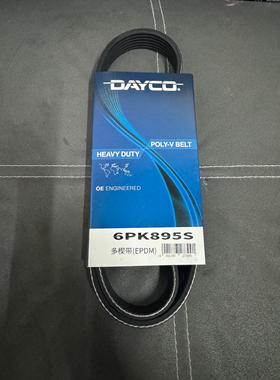 DAYCO.
POLY-V BELT
HEAVY DUTY
OE ENGINEERED
6PK895S
多楔带(EPDM)